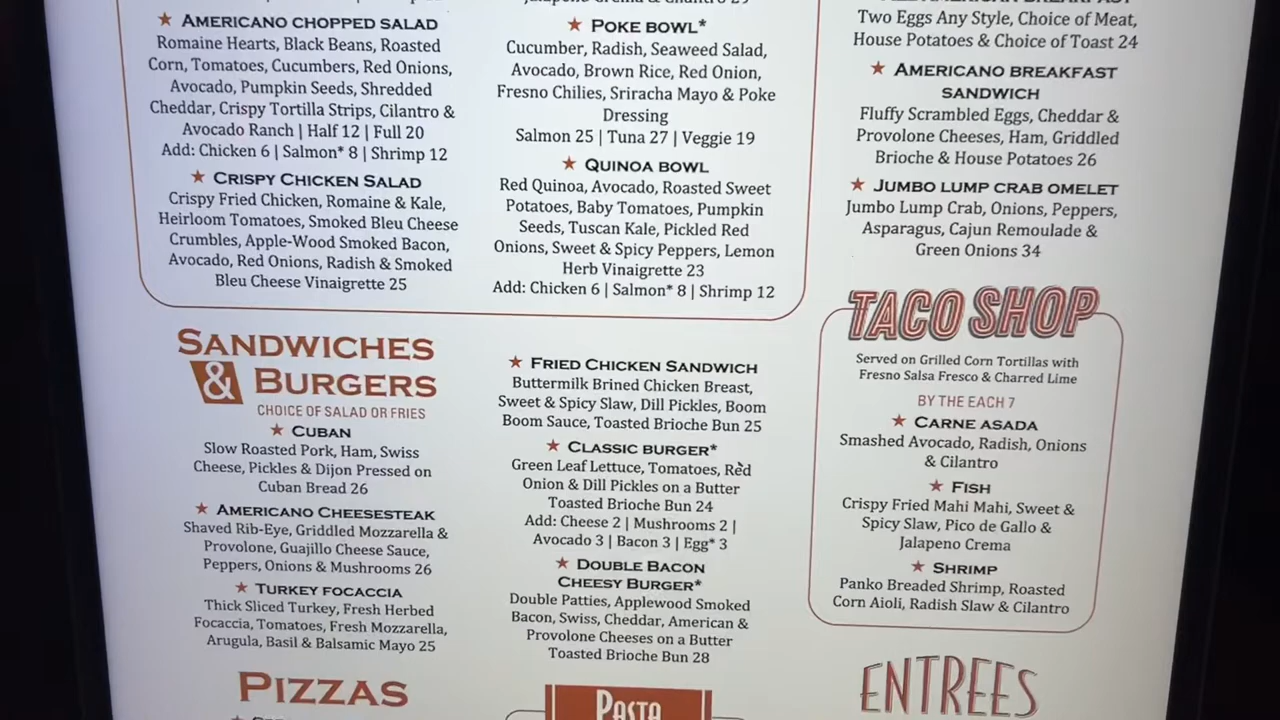 ★ AMERICANO CHOPPED SALAD
Romaine Hearts, Black Beans, Roasted
Corn, Tomatoes, Cucumbers, Red Onions,
Avocado, Pumpkin Seeds, Shredded
Cheddar, Crispy Tortilla Strips, Cilantro &
Avocado Ranch | Half 12 | Full 20
Add: Chicken 6 | Salmon* 8 | Shrimp 12
★ CRISPY CHICKEN SALAD
Crispy Fried Chicken, Romaine & Kale,
Heirloom Tomatoes, Smoked Bleu Cheese
Crumbles, Apple-Wood Smoked Bacon,
Avocado, Red Onions, Radish & Smoked
Bleu Cheese Vinaigrette 25
★ POKE BOWL*
Cucumber, Radish, Seaweed Salad,
Avocado, Brown Rice, Red Onion,
Fresno Chilies, Sriracha Mayo & Poke
Dressing
Salmon 25 | Tuna 27 | Veggie 19
★ QUINOA BOWL
Red Quinoa, Avocado, Roasted Sweet
Potatoes, Baby Tomatoes, Pumpkin
Seeds, Tuscan Kale, Pickled Red
Onions, Sweet & Spicy Peppers, Lemon
Herb Vinaigrette 23
Add: Chicken 6 | Salmon* 8 | Shrimp 12
Two Eggs Any Style, Choice of Meat,
House Potatoes & Choice of Toast 24
★ AMERICANO BREAKFAST
SANDWICH
Fluffy Scrambled Eggs, Cheddar &
Provolone Cheeses, Ham, Griddled
Brioche & House Potatoes 26
★ JUMBO LUMP CRAB OMELET
Jumbo Lump Crab, Onions, Peppers,
Asparagus, Cajun Remoulade &
Green Onions 34
SANDWICHES
& BURGERS
CHOICE OF SALAD OR FRIES
★ CUBAN
Slow Roasted Pork, Ham, Swiss
Cheese, Pickles & Dijon Pressed on
Cuban Bread 26
★ AMERICANO CHEESESTEAK
Shaved Rib-Eye, Griddled Mozzarella &
Provolone, Guajillo Cheese Sauce,
Peppers, Onions & Mushrooms 26
★ TURKEY FOCACCIA
Thick Sliced Turkey, Fresh Herbed
Focaccia, Tomatoes, Fresh Mozzarella,
Arugula, Basil & Balsamic Mayo 25
★ FRIED CHICKEN SANDWICH
Buttermilk Brined Chicken Breast,
Sweet & Spicy Slaw, Dill Pickles, Boom
Boom Sauce, Toasted Brioche Bun 25
★ CLASSIC BURGER*
Green Leaf Lettuce, Tomatoes, Red
Onion & Dill Pickles on a Butter
Toasted Brioche Bun 24
Add: Cheese 2 | Mushrooms 2 |
Avocado 3 | Bacon 3 | Egg* 3
★ DOUBLE BACON
CHEESY BURGER*
Double Patties, Applewood Smoked
Bacon, Swiss, Cheddar, American &
Provolone Cheeses on a Butter
Toasted Brioche Bun 28
TACO SHOP
Served on Grilled Corn Tortillas with
Fresno Salsa Fresco & Charred Lime
BY THE EACH 7
★ CARNE ASADA
Smashed Avocado, Radish, Onions
& Cilantro
★ FISH
Crispy Fried Mahi Mahi, Sweet &
Spicy Slaw, Pico de Gallo &
Jalapeno Crema
★ SHRIMP
Panko Breaded Shrimp, Roasted
Corn Aioli, Radish Slaw & Cilantro
PIZZAS
PASTA
ENTREES